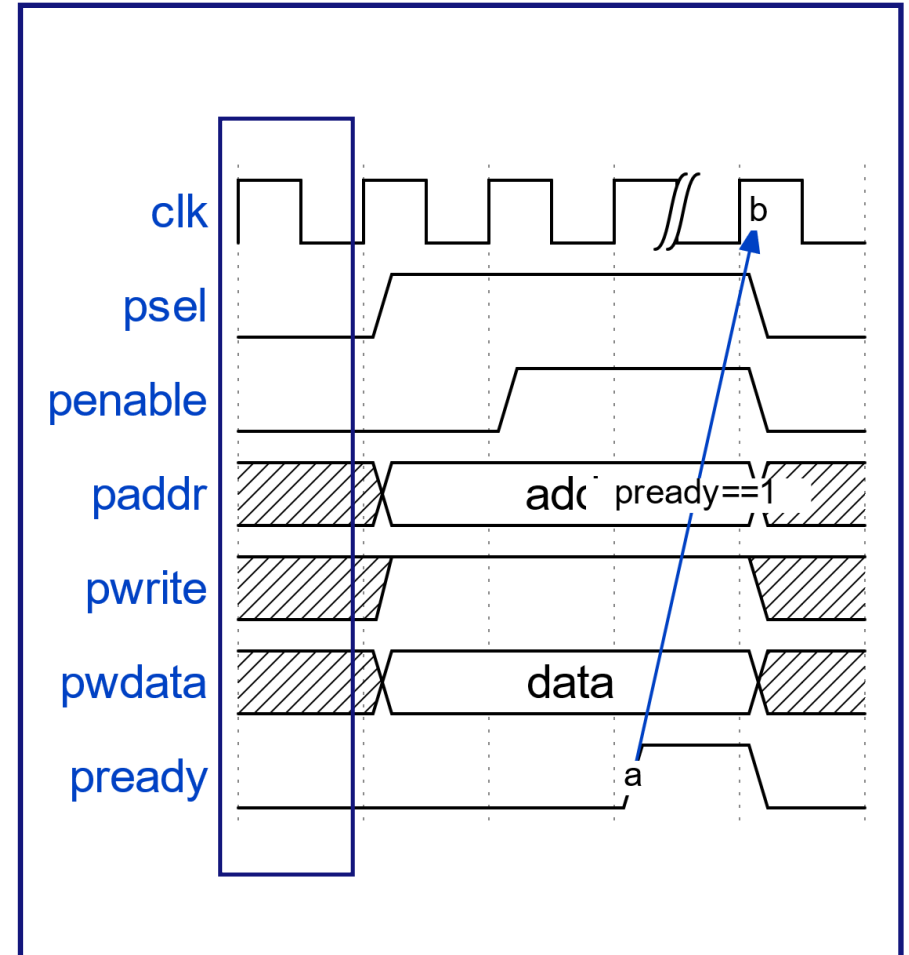 clk
b
psel
penable
paddr
pready==1
pwrite
pwdata
data
pready
a